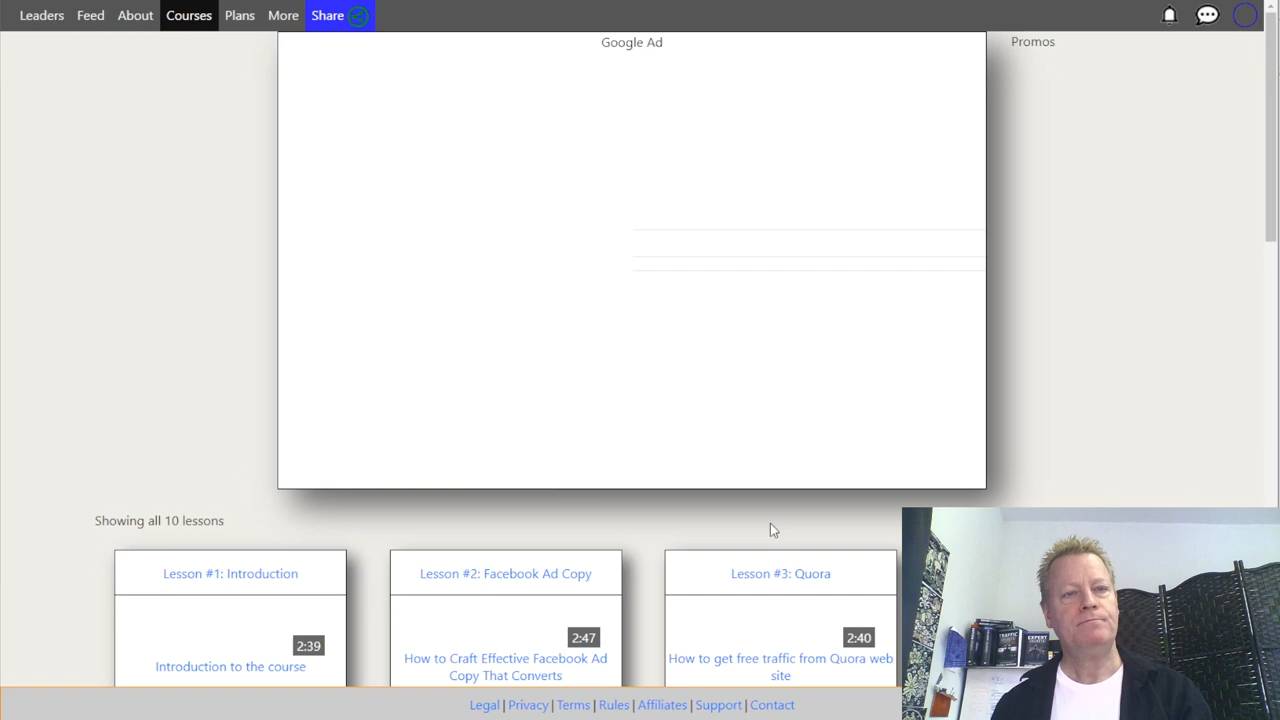 Leaders Feed About Courses Plans More Share
Google Ad
Promos
Showing all 10 lessons
Lesson #1: Introduction
2:39
Introduction to the course
Lesson #2: Facebook Ad Copy
2:47
How to Craft Effective Facebook Ad
Copy That Converts
Lesson #3: Quora
2:40
How to get free traffic from Quora web
site
TRAFFIC
EXPERT
Legal | Privacy | Terms | Rules | Affiliates | Support | Contact